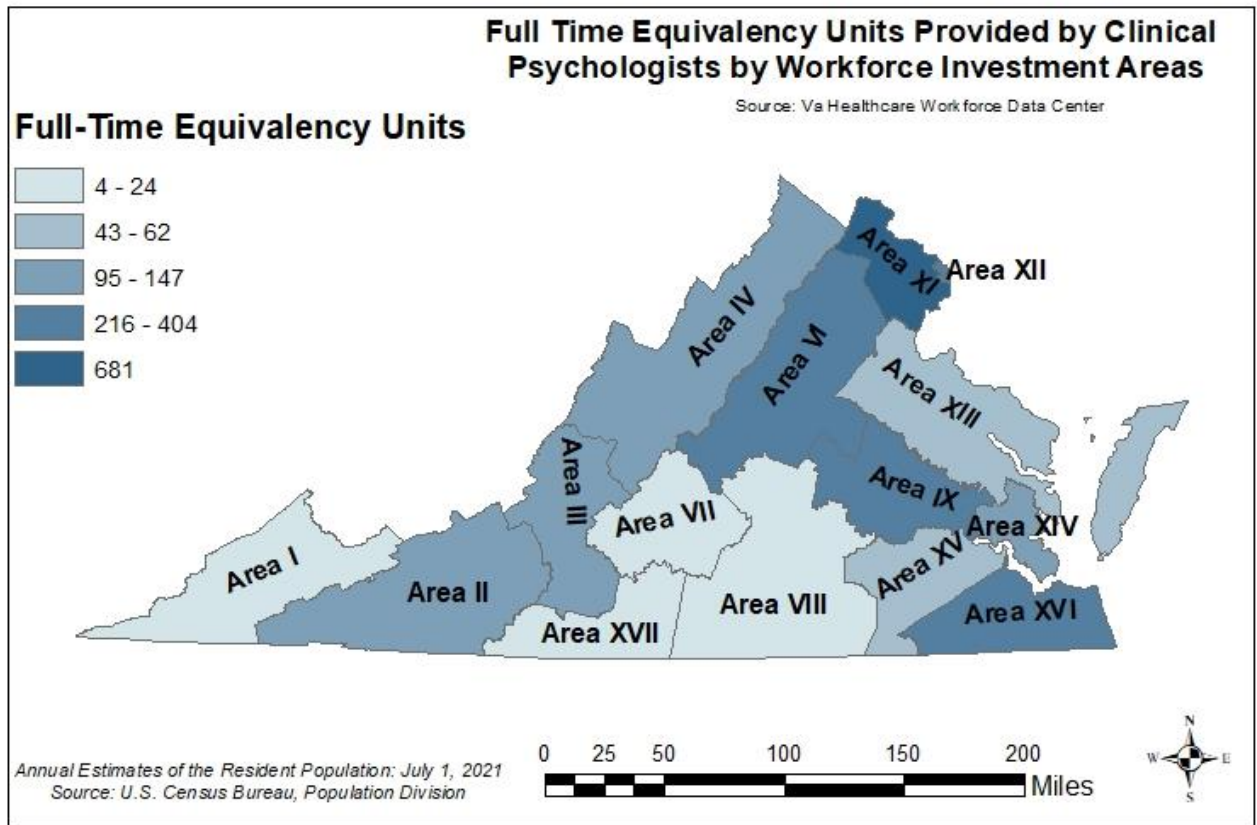 Full Time Equivalency Units Provided by Clinical
Psychologists by Workforce Investment Areas
Source: Va Healthcare Workforce Data Center
Full-Time Equivalency Units
4 - 24
43 - 62
95 - 147
216 - 404
681
Area XI
Area XII
Area IV
Area VI
Area XIII
Area III
Area IX
Area VII
Area XIV
Area I
Area XV
Area II
Area VIII
Area XVI
Area XVII
N
W
E
S
0 25 50 100 150 200
Miles
Annual Estimates of the Resident Population: July 1, 2021
Source: U.S. Census Bureau, Population Division